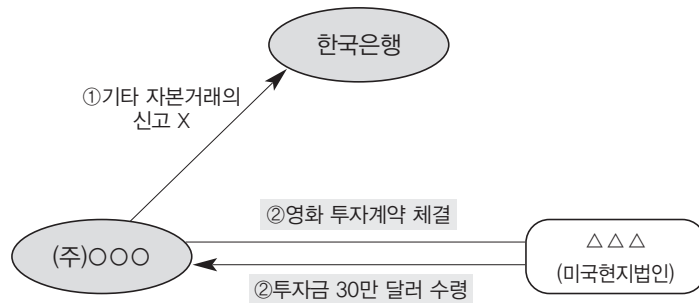 한국은행
①기타 자본거래의
신고 X
②영화 투자계약 체결
(주)○○○
△△△
(미국현지법인)
②투자금 30만 달러 수령